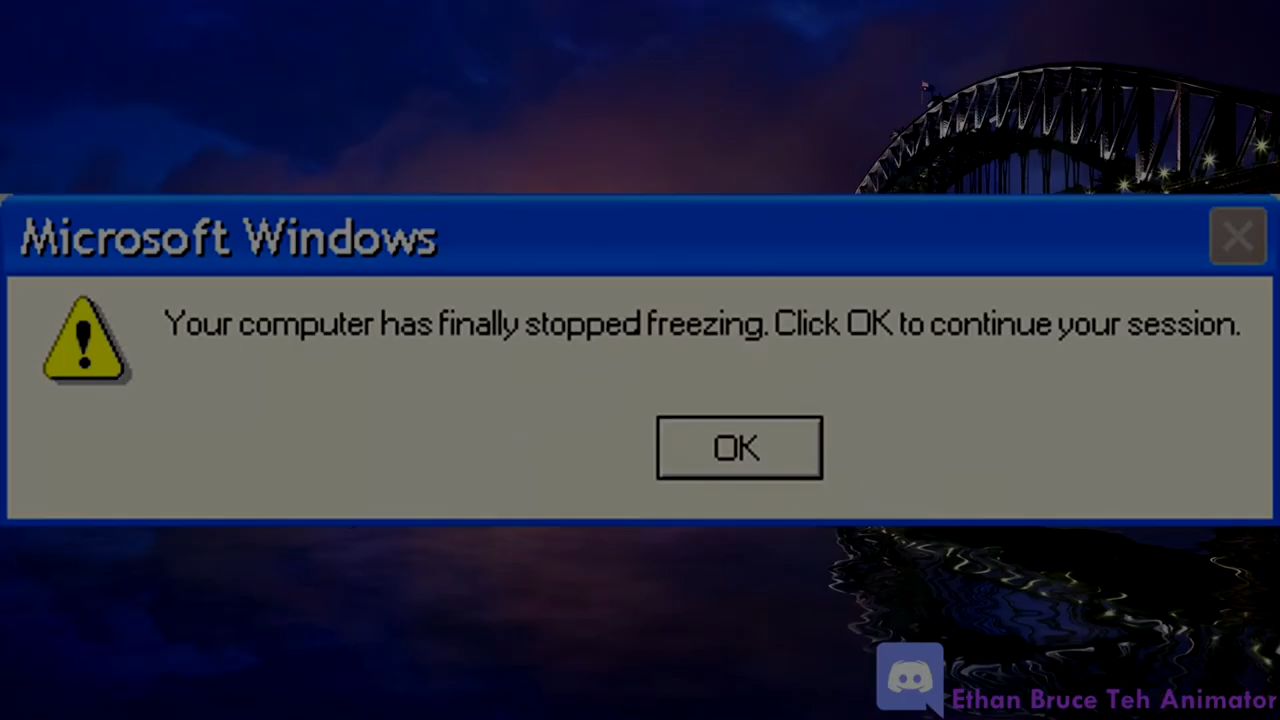 Microsoft Windows
Your computer has finally stopped freezing. Click OK to continue your session.
OK
Ethan Bruce Teh Animator